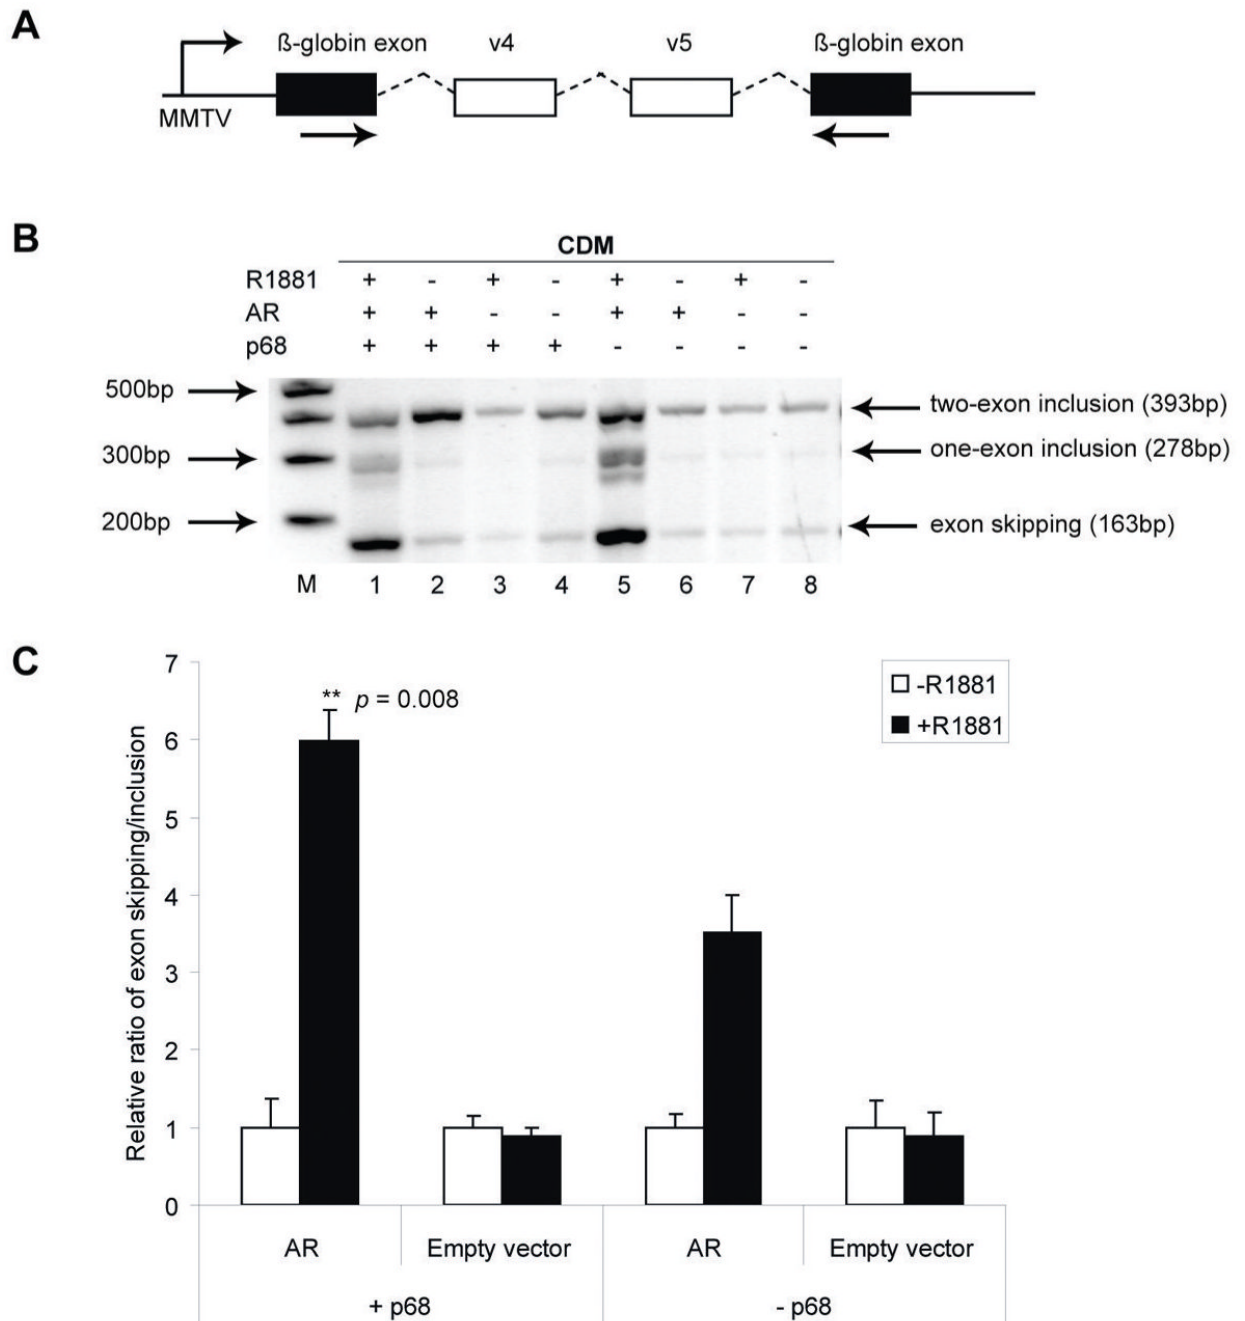 A
ß-globin exon v4 v5 ß-globin exon
MMTV
B
CDM
R1881 + - + - + - + -
AR + + - - + + - -
p68 + + + + - - - -
500bp
two-exon inclusion (393bp)
300bp
one-exon inclusion (278bp)
200bp
exon skipping (163bp)
M 1 2 3 4 5 6 7 8
C
Relative ratio of exon skipping/inclusion
7
6
5
4
3
2
1
0
** p = 0.008
-R1881
+R1881
AR Empty vector AR Empty vector
+ p68 - p68